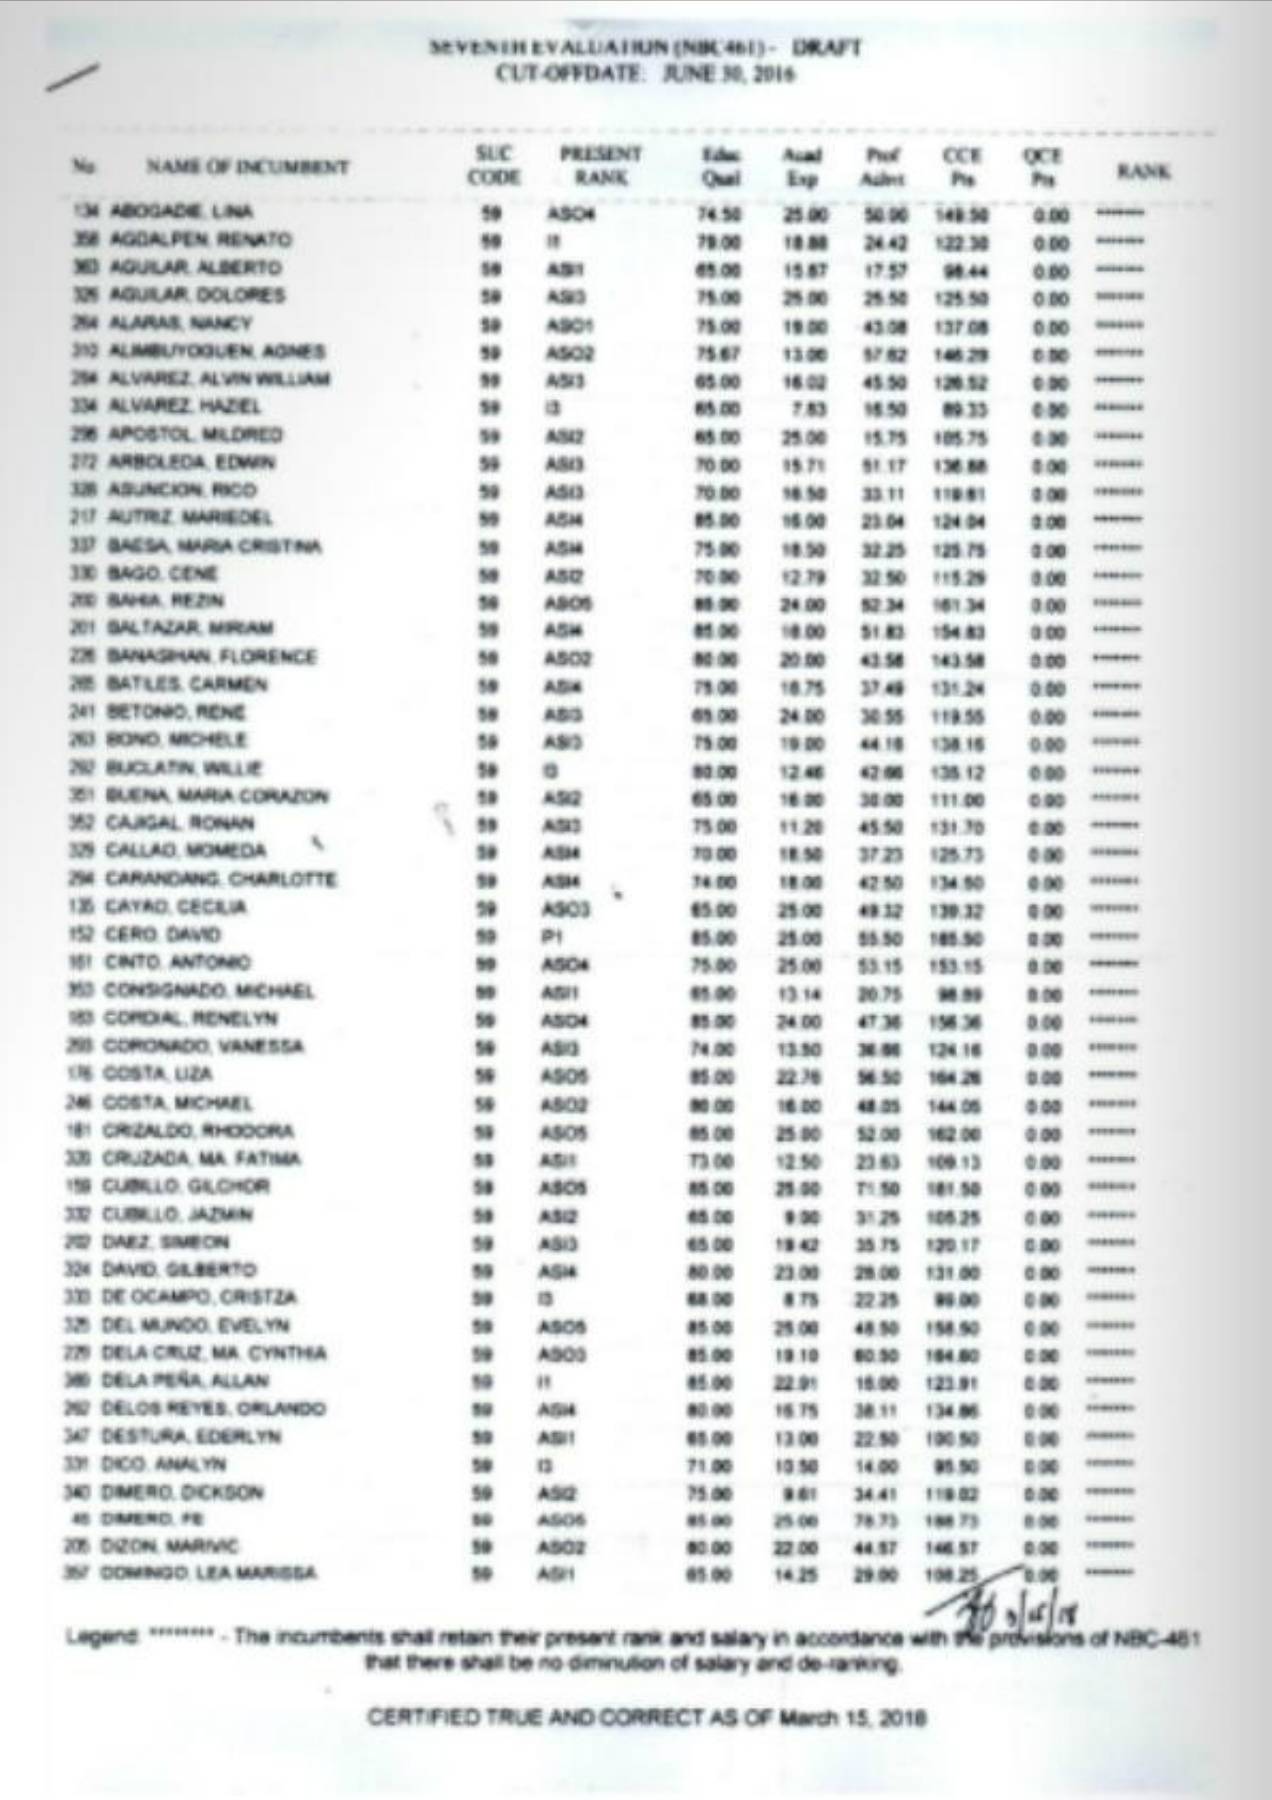 SEVENTH EVALUATION (NBC461) - DRAFT
CUT-OFFDATE: JUNE 30, 2016
No. NAME OF INCUMBENT SUC CODE PRESENT RANK Educ Qual Acad Exp Prof Achvt CCE Pts QCE Pts RANK
134 ABOGADIE, LINA 59 ASO4 74.50 25.00 50.00 149.50 0.00 *******
358 AGDALPEN, RENATO 59 I1 79.00 18.88 24.42 122.30 0.00 *******
363 AGUILAR, ALBERTO 59 ASI1 65.00 15.87 17.57 98.44 0.00 *******
326 AGUILAR, DOLORES 59 ASI3 75.00 25.00 25.50 125.50 0.00 *******
264 ALARAS, NANCY 59 ASO1 75.00 19.00 43.08 137.08 0.00 *******
310 ALIMBUYOGUEN, AGNES 59 ASO2 75.67 13.00 57.62 146.29 0.00 *******
284 ALVAREZ, ALVIN WILLIAM 59 ASI3 65.00 16.02 45.50 126.52 0.00 *******
334 ALVAREZ, HAZIEL 59 I3 65.00 7.83 16.50 89.33 0.00 *******
296 APOSTOL, MILDRED 59 ASI2 65.00 25.00 15.75 105.75 0.00 *******
272 ARBOLEDA, EDWIN 59 ASI3 70.00 15.71 51.17 136.88 0.00 *******
328 ASUNCION, RICO 59 ASI3 70.00 16.50 33.11 119.61 0.00 *******
217 AUTRIZ, MARIEDEL 59 ASI4 85.00 16.00 23.04 124.04 0.00 *******
337 BAESA, MARIA CRISTINA 59 ASI4 75.00 18.50 32.25 125.75 0.00 *******
330 BAGO, CENE 59 ASI2 70.00 12.79 32.50 115.29 0.00 *******
200 BAHIA, REZIN 59 ASO5 85.00 24.00 52.34 161.34 0.00 *******
201 BALTAZAR, MIRIAM 59 ASI4 85.00 18.00 51.83 154.83 0.00 *******
226 BANASIHAN, FLORENCE 59 ASO2 80.00 20.00 43.58 143.58 0.00 *******
265 BATILES, CARMEN 59 ASI4 75.00 18.75 37.49 131.24 0.00 *******
241 BETONIO, RENE 59 ASI3 65.00 24.00 30.55 119.55 0.00 *******
263 BONO, MICHELE 59 ASI3 75.00 19.00 44.16 138.16 0.00 *******
292 BUCLATIN, WILLIE 59 I3 80.00 12.46 42.66 135.12 0.00 *******
351 BUENA, MARIA CORAZON 59 ASI2 65.00 16.00 30.00 111.00 0.00 *******
352 CAJIGAL, RONAN 59 ASI3 75.00 11.20 45.50 131.70 0.00 *******
329 CALLAO, MOMEDA 59 ASI4 70.00 18.50 37.23 125.73 0.00 *******
294 CARANDANG, CHARLOTTE 59 ASI4 74.00 18.00 42.50 134.50 0.00 *******
135 CAYAO, CECILIA 59 ASO3 65.00 25.00 49.32 139.32 0.00 *******
152 CERO, DAVID 59 P1 85.00 25.00 55.50 165.50 0.00 *******
161 CINTO, ANTONIO 59 ASO4 75.00 25.00 53.15 153.15 0.00 *******
353 CONSIGNADO, MICHAEL 59 ASI1 65.00 13.14 20.75 98.89 0.00 *******
183 CORDIAL, RENELYN 59 ASO4 85.00 24.00 47.36 156.36 0.00 *******
293 CORONADO, VANESSA 59 ASI3 74.00 13.50 36.66 124.16 0.00 *******
176 COSTA, LIZA 59 ASO5 85.00 22.76 56.50 164.26 0.00 *******
246 COSTA, MICHAEL 59 ASO2 80.00 16.00 48.05 144.05 0.00 *******
181 CRIZALDO, RHODORA 59 ASO5 85.00 25.00 52.00 162.00 0.00 *******
320 CRUZADA, MA. FATIMA 59 ASI1 73.00 12.50 23.63 109.13 0.00 *******
159 CUBILLO, GILCHOR 59 ASO5 85.00 25.00 71.50 181.50 0.00 *******
332 CUBILLO, JAZMIN 59 ASI2 65.00 9.00 31.25 105.25 0.00 *******
202 DAEZ, SIMEON 59 ASI3 65.00 19.42 35.75 120.17 0.00 *******
324 DAVID, GILBERTO 59 ASI4 80.00 23.00 28.00 131.00 0.00 *******
333 DE OCAMPO, CRISTZA 59 I3 68.00 8.75 22.25 99.00 0.00 *******
325 DEL MUNDO, EVELYN 59 ASO5 85.00 25.00 48.50 158.50 0.00 *******
229 DELA CRUZ, MA. CYNTHIA 59 ASO3 85.00 19.10 60.50 164.60 0.00 *******
360 DELA PEÑA, ALLAN 59 I1 85.00 22.91 16.00 123.91 0.00 *******
262 DELOS REYES, ORLANDO 59 ASI4 80.00 16.75 38.11 134.86 0.00 *******
347 DESTURA, EDERLYN 59 ASI1 65.00 13.00 22.50 100.50 0.00 *******
331 DICO, ANALYN 59 I3 71.00 10.50 14.00 95.50 0.00 *******
340 DIMERO, DICKSON 59 ASI2 75.00 9.61 34.41 119.02 0.00 *******
46 DIMERO, FE 59 ASO5 85.00 25.00 78.73 188.73 0.00 *******
205 DIZON, MARIVIC 59 ASO2 80.00 22.00 44.57 146.57 0.00 *******
357 DOMINGO, LEA MARISSA 59 ASI1 65.00 14.25 29.00 108.25 0.00 *******
Legend: ******** - The incumbents shall retain their present rank and salary in accordance with the provisions of NBC-461
that there shall be no diminution of salary and de-ranking.
CERTIFIED TRUE AND CORRECT AS OF March 15, 2018